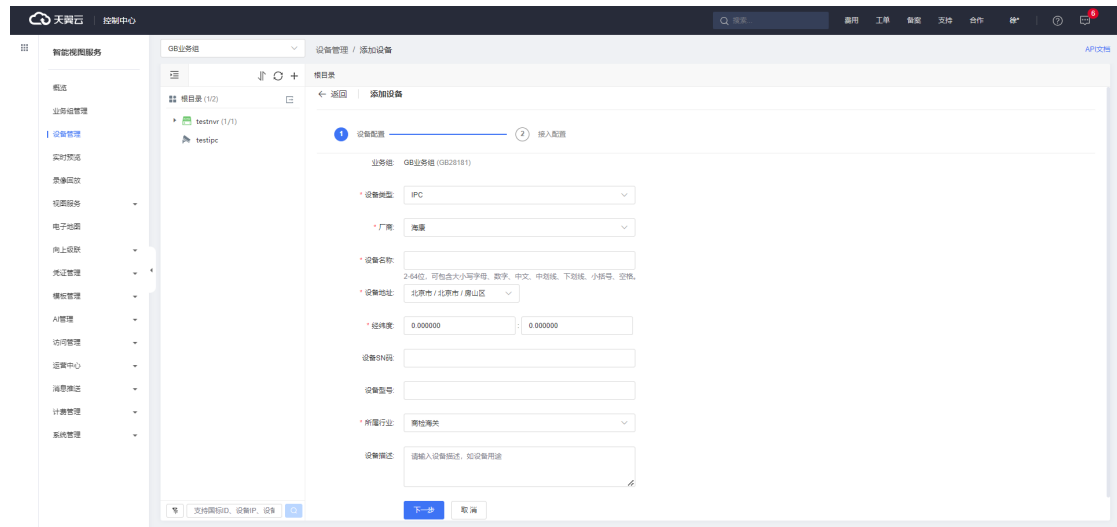 天翼云 控制中心 搜索... 费用 工单 备案 支持 合作 6
智能视图服务 GB业务组 设备管理 / 添加设备 API文档
根目录
概览
业务组管理
设备管理
实时预览
录像回放
视图服务
电子地图
向上级联
凭证管理
模板管理
AI管理
访问管理
运营中心
消息推送
计费管理
系统管理
根目录 (1/2)
testnvr (1/1)
testipc
支持国标ID、设备IP、设备
← 返回 添加设备
1 设备配置 2 接入配置
业务组: GB业务组 (GB28181)
* 设备类型: IPC
* 厂商: 海康
* 设备名称:
2-64位，可包含大小写字母、数字、中文、中划线、下划线、小括号、空格。
* 设备地址: 北京市 / 北京市 / 房山区
* 经纬度: 0.000000 : 0.000000
设备SN码:
设备型号:
* 所属行业: 商检海关
设备描述: 请输入设备描述，如设备用途
下一步 取消